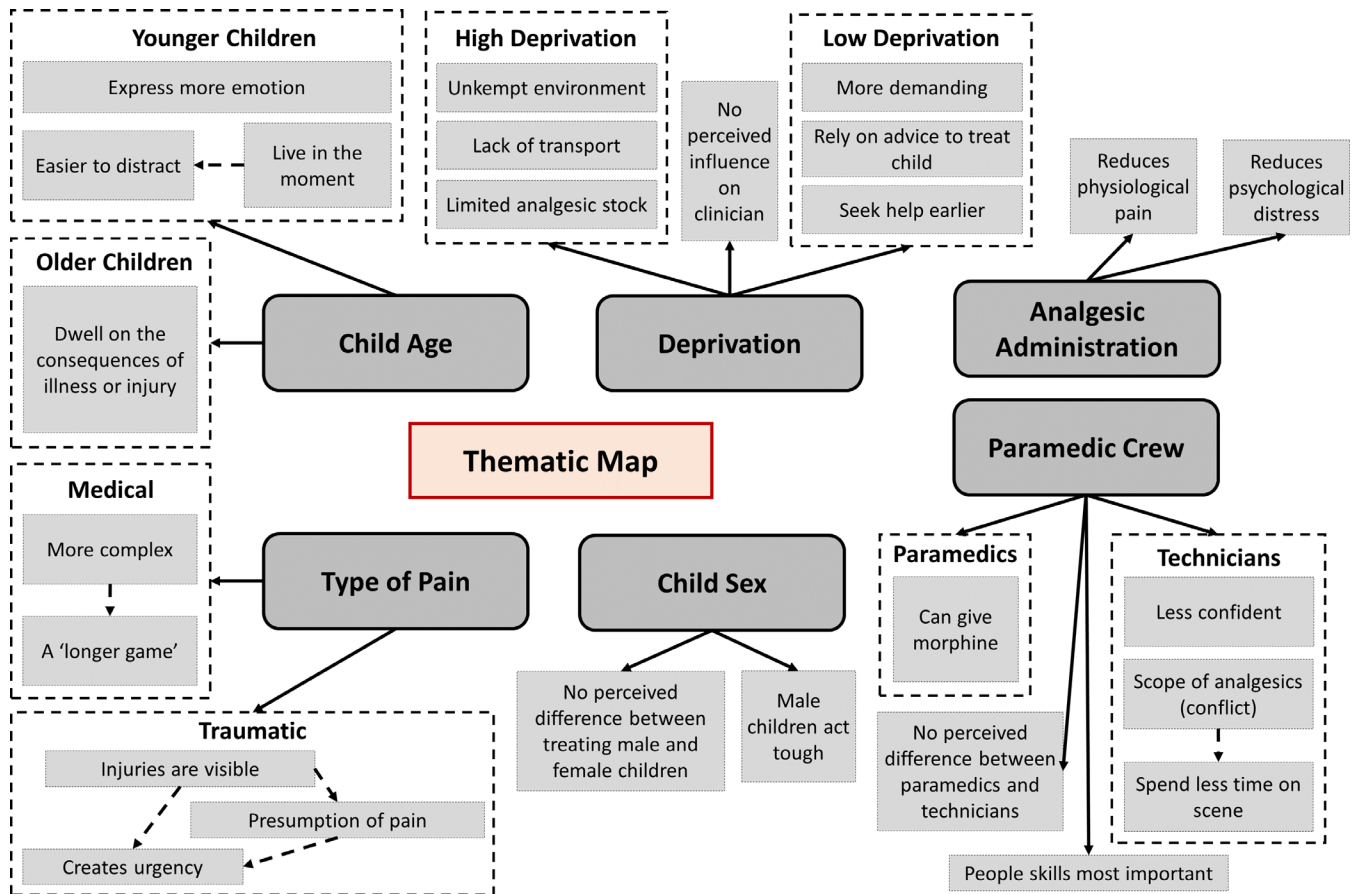 Younger Children
Express more emotion
Easier to distract
Live in the
moment
High Deprivation
Unkempt environment
Lack of transport
Limited analgesic stock
No
perceived
influence
on
clinician
Low Deprivation
More demanding
Rely on advice to treat
child
Seek help earlier
Reduces
physiological
pain
Reduces
psychological
distress
Older Children
Dwell on the
consequences of
illness or injury
Child Age
Deprivation
Analgesic
Administration
Thematic Map
Paramedic Crew
Medical
More complex
A ‘longer game’
Type of Pain
Child Sex
Paramedics
Can give
morphine
Technicians
Less confident
Scope of analgesics
(conflict)
Spend less time on
scene
Traumatic
Injuries are visible
Presumption of pain
Creates urgency
No perceived
difference between
treating male and
female children
Male
children act
tough
No perceived
difference between
paramedics and
technicians
People skills most important